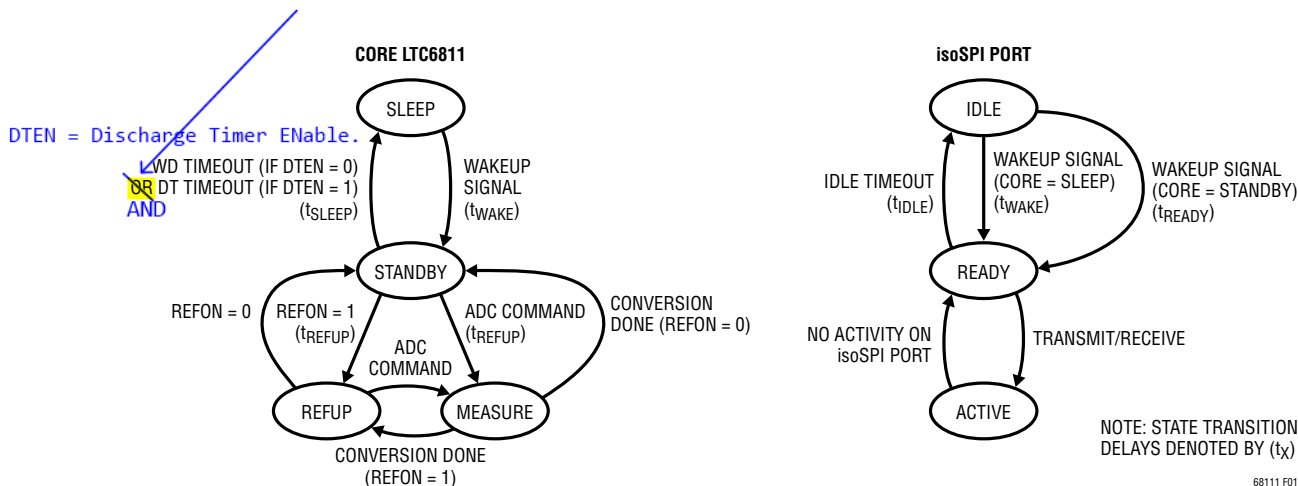 CORE LTC6811
SLEEP
DTEN = Discharge Timer ENable.
WD TIMEOUT (IF DTEN = 0)
OR DT TIMEOUT (IF DTEN = 1)
AND
(tSLEEP)
WAKEUP
SIGNAL
(tWAKE)
STANDBY
REFON = 0
REFON = 1
(tREFUP)
ADC COMMAND
(tREFUP)
CONVERSION
DONE (REFON = 0)
ADC
COMMAND
REFUP
MEASURE
CONVERSION DONE
(REFON = 1)
isoSPI PORT
IDLE
IDLE TIMEOUT
(tIDLE)
WAKEUP SIGNAL
(CORE = SLEEP)
(tWAKE)
WAKEUP SIGNAL
(CORE = STANDBY)
(tREADY)
READY
NO ACTIVITY ON
isoSPI PORT
TRANSMIT/RECEIVE
ACTIVE
NOTE: STATE TRANSITION
DELAYS DENOTED BY (tX)
68111 F01